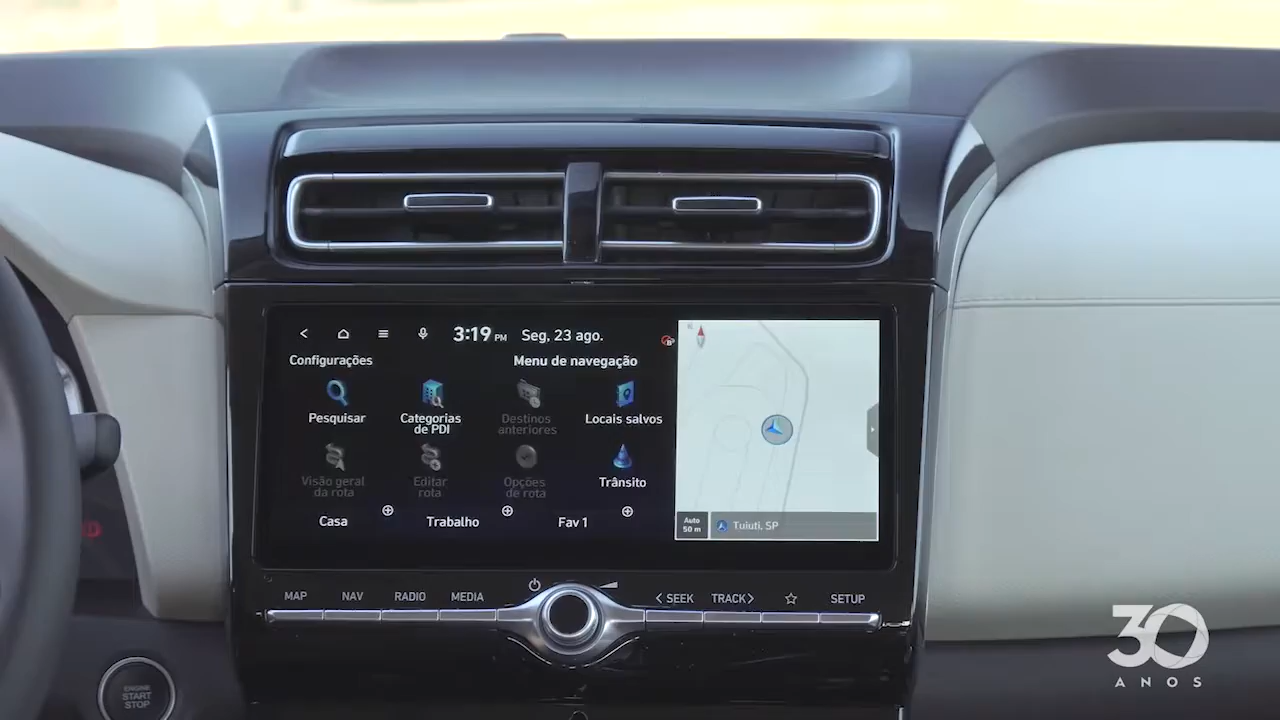 3:19 PM Seg, 23 ago.
Configurações Menu de navegação
Pesquisar
Categorias
de PDI
Destinos
anteriores
Locais salvos
Visão geral
da rota
Editar
rota
Opções
de rota
Trânsito
Casa
Trabalho
Fav 1
Auto
50 m
Tuiuti, SP
MAP NAV RADIO MEDIA SEEK TRACK SETUP
ENGINE
START
STOP
30
ANOS